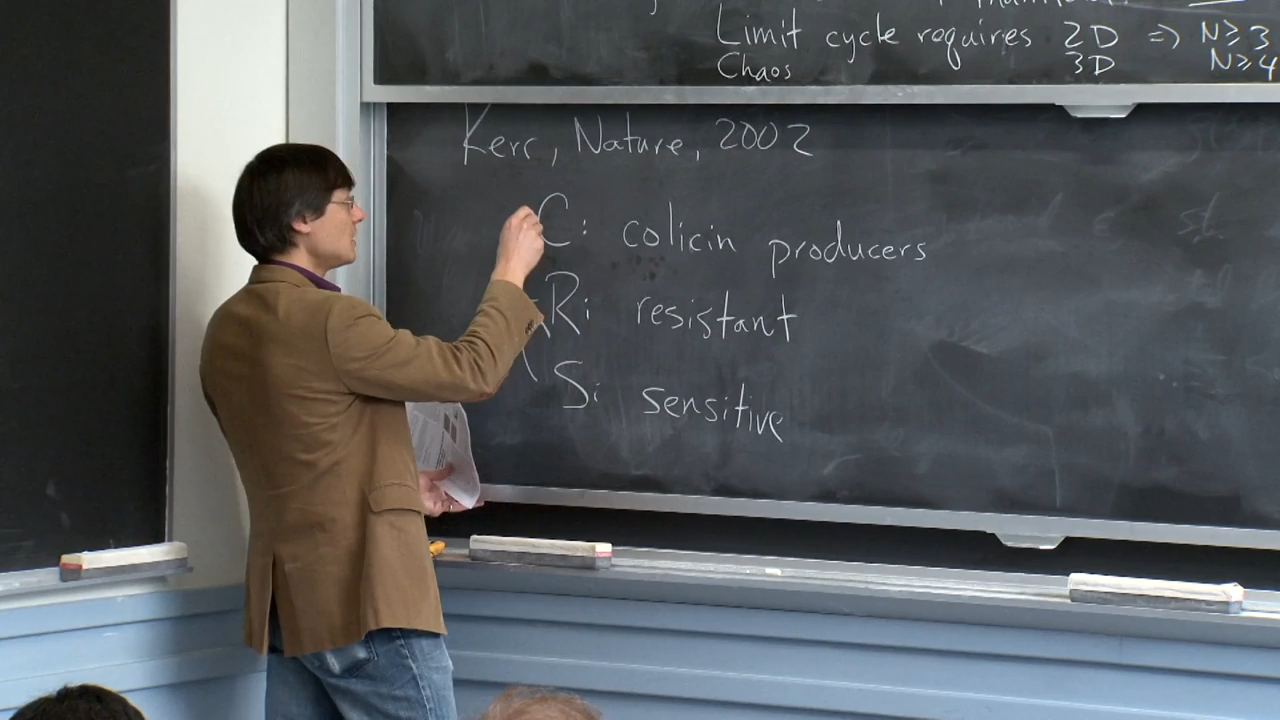 Limit cycle requires 2D => N≥3
Chaos 3D N≥4
Kerr, Nature, 2002
C: colicin producers
R: resistant
S: sensitive